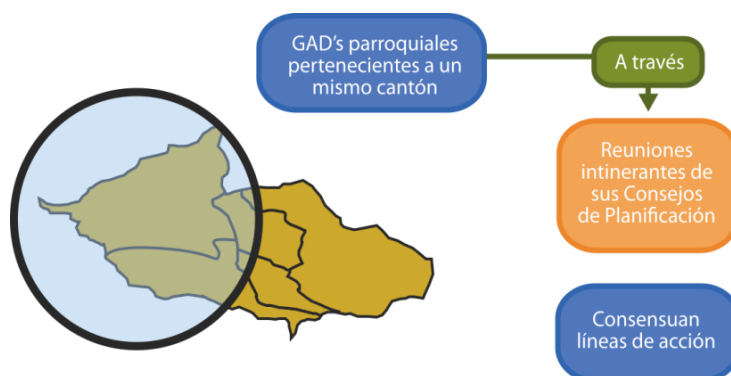 GAD's parroquiales
pertenecientes a un
mismo cantón
A través
Reuniones
intinerantes de
sus Consejos
de Planificación
Consensuan
líneas de acción